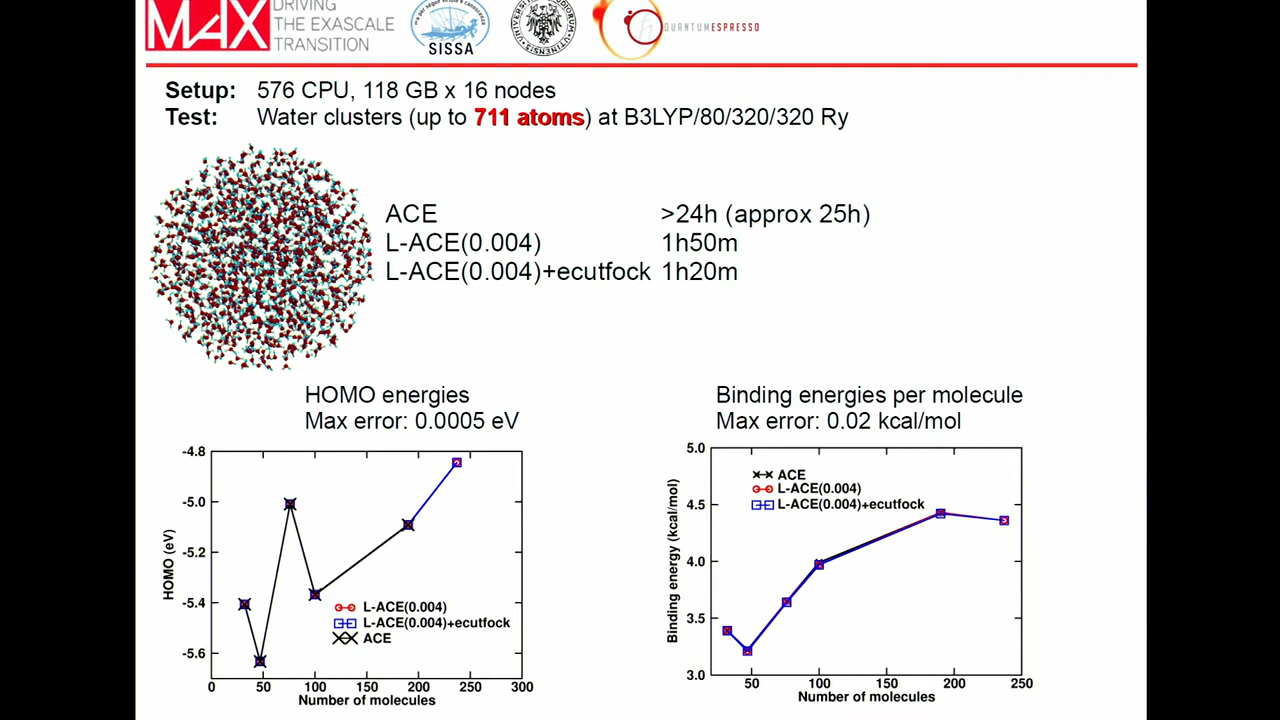 MAX
DRIVING
THE EXASCALE
TRANSITION
SISSA
QUANTUMESPRESSO
Setup: 576 CPU, 118 GB x 16 nodes
Test: Water clusters (up to 711 atoms) at B3LYP/80/320/320 Ry
ACE >24h (approx 25h)
L-ACE(0.004) 1h50m
L-ACE(0.004)+ecutfock 1h20m
HOMO energies
Max error: 0.0005 eV
-4.8
-5.0
-5.2
-5.4
-5.6
HOMO (eV)
L-ACE(0.004)
L-ACE(0.004)+ecutfock
ACE
0 50 100 150 200 250 300
Number of molecules
Binding energies per molecule
Max error: 0.02 kcal/mol
5.0
4.5
4.0
3.5
3.0
Binding energy (kcal/mol)
ACE
L-ACE(0.004)
L-ACE(0.004)+ecutfock
50 100 150 200 250
Number of molecules